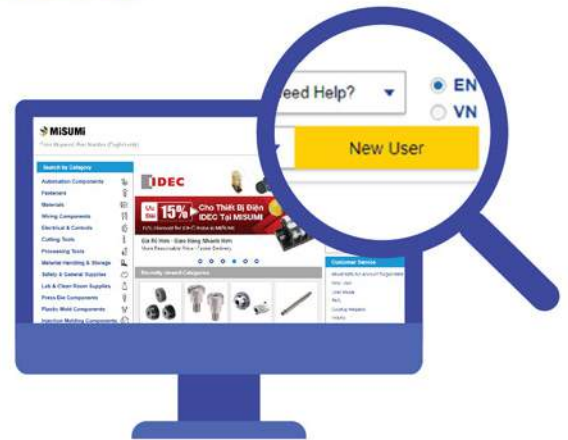 eed Help?
EN
VN
New User
MiSUMi
Search by Category
Automation Components
Fasteners
Materials
Wiring Components
Electrical & Controls
Cutting Tools
Processing Tools
Material Handling & Storage
Safety & General Supplies
Lab & Clean Room Supplies
Press Die Components
Plastic Mold Components
Injection Molding Components
IDEC
Ưu Đãi 15% Cho Thiết Bị Điện
IDEC Tại MISUMI
Giá Rẻ Hơn - Giao Hàng Nhanh Hơn
Recently Viewed Categories
Customer Service